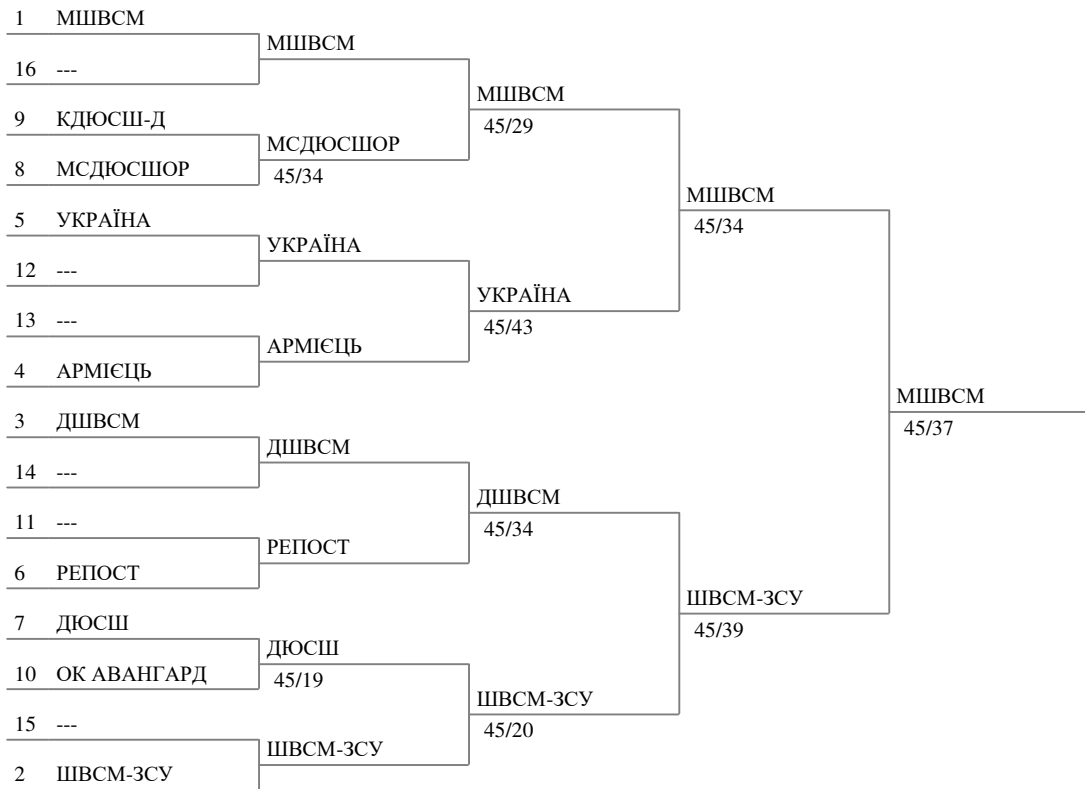 1 МШВСМ
МШВСМ
16 ---
МШВСМ
45/29
9 КДЮСШ-Д
МСДЮСШОР
45/34
8 МСДЮСШОР
МШВСМ
45/34
5 УКРАЇНА
УКРАЇНА
12 ---
УКРАЇНА
45/43
13 ---
АРМІЄЦЬ
4 АРМІЄЦЬ
МШВСМ
45/37
3 ДШВСМ
ДШВСМ
14 ---
ДШВСМ
45/34
11 ---
РЕПОСТ
6 РЕПОСТ
ШВСМ-ЗСУ
45/39
7 ДЮСШ
ДЮСШ
45/19
10 ОК АВАНГАРД
ШВСМ-ЗСУ
45/20
15 ---
ШВСМ-ЗСУ
2 ШВСМ-ЗСУ